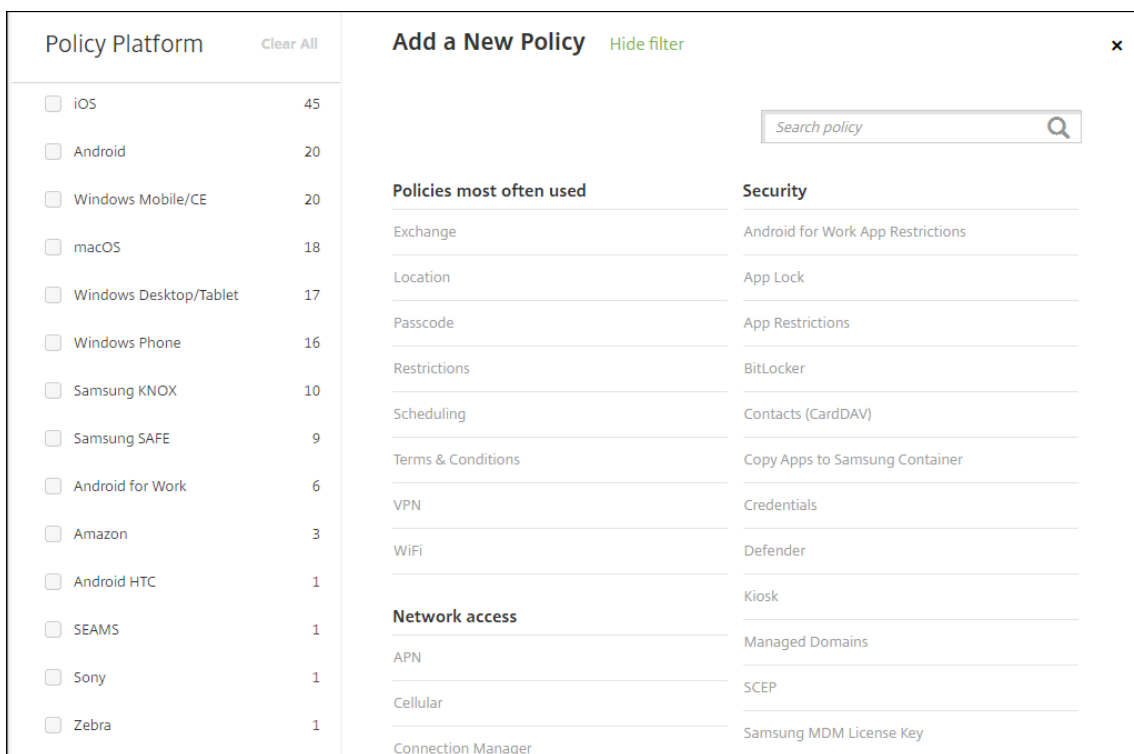 Policy Platform
Clear All
iOS 45
Android 20
Windows Mobile/CE 20
macOS 18
Windows Desktop/Tablet 17
Windows Phone 16
Samsung KNOX 10
Samsung SAFE 9
Android for Work 6
Amazon 3
Android HTC 1
SEAMS 1
Sony 1
Zebra 1
Add a New Policy
Hide filter
Search policy
Policies most often used
Exchange
Location
Passcode
Restrictions
Scheduling
Terms & Conditions
VPN
WiFi
Network access
APN
Cellular
Connection Manager
Security
Android for Work App Restrictions
App Lock
App Restrictions
BitLocker
Contacts (CardDAV)
Copy Apps to Samsung Container
Credentials
Defender
Kiosk
Managed Domains
SCEP
Samsung MDM License Key